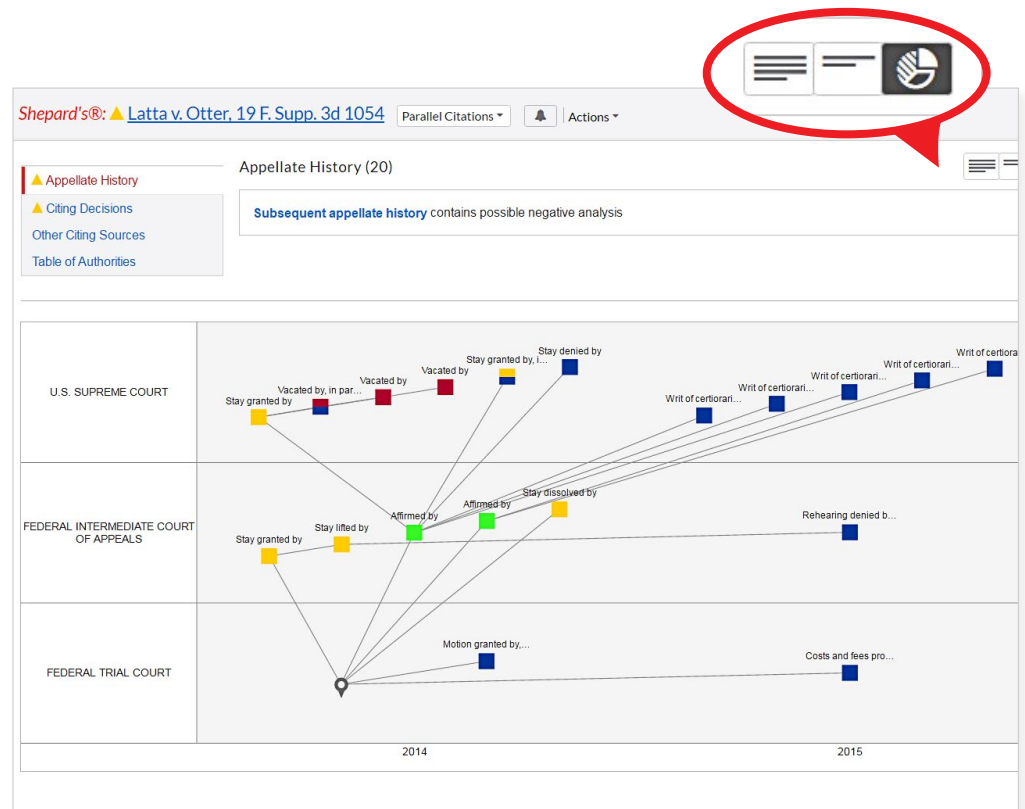 Shepard's®: Latta v. Otter, 19 F. Supp. 3d 1054 Parallel Citations Actions
Appellate History (20)
Appellate History
Citing Decisions
Other Citing Sources
Table of Authorities
Subsequent appellate history contains possible negative analysis
U.S. SUPREME COURT
Stay granted by
Vacated by, in par...
Vacated by
Vacated by
Stay granted by, i...
Stay denied by
Writ of certiorari...
Writ of certiorari...
Writ of certiorari...
Writ of certiorari...
Writ of certiora
FEDERAL INTERMEDIATE COURT
OF APPEALS
Stay granted by
Stay lifted by
Affirmed by
Affirmed by
Stay dissolved by
Rehearing denied b...
FEDERAL TRIAL COURT
Motion granted by,...
Costs and fees pro...
2014
2015